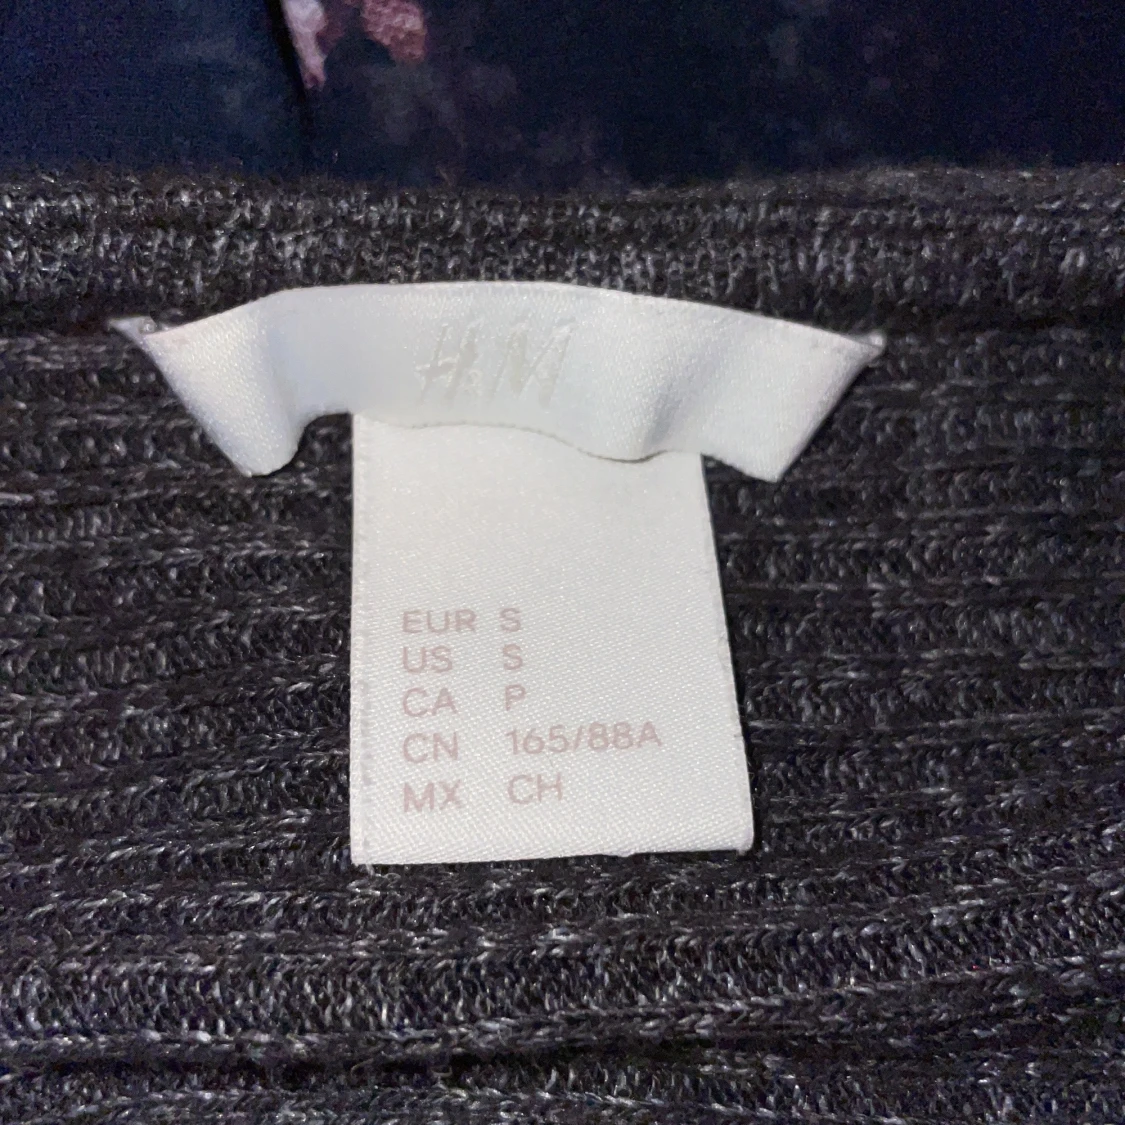 H&M
EUR S
US S
CA P
CN 165/88A
MX CH